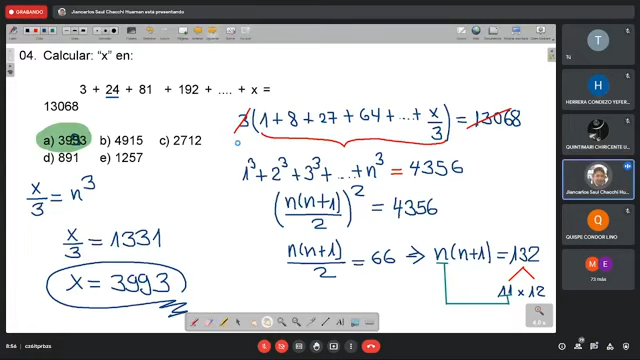 GRABANDO
Jiancarlos Saul Chacchi Huaman está presentando
04. Calcular: "x" en:
3 + 24 + 81 + 192 + .... + x =
13068
a) 3993 b) 4915 c) 2712
d) 891 e) 1257
x/3 = n³
x/3 = 1331
x = 3993
3 (1 + 8 + 27 + 64 + ... + x/3) = 13068
1³ + 2³ + 3³ + ... + n³ = 4356
(n(n+1)/2)² = 4356
n(n+1)/2 = 66 ⇒ n(n+1) = 132
11 x 12
T
Tú
H
HERRERA CONDEZO YEFER...
QUINTIMARI CHIRICENTE ...
Jiancarlos Saul Chacchi Hua...
QUISPE CONDOR LINO
M E
73 más
8:56